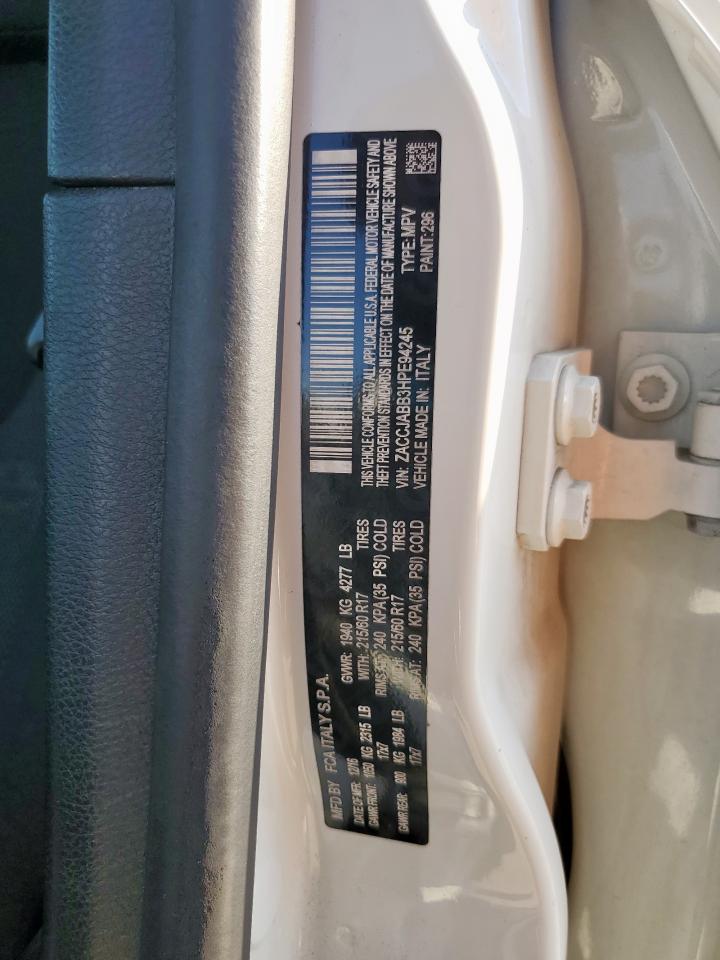 MFD BY FCA ITALY S.P.A.
DATE OF MFR: 12/16 GVWR: 1940 KG 4277 LB
GAWR FRONT: 1050 KG 2315 LB WITH: 215/60 R17 TIRES
17x7 RIMS 240 KPA(35 PSI) COLD
GAWR REAR: 900 KG 1984 LB 215/60 R17 TIRES
17x7 240 KPA(35 PSI) COLD
THIS VEHICLE CONFORMS TO ALL APPLICABLE U.S.A. FEDERAL MOTOR VEHICLE SAFETY AND
THEFT PREVENTION STANDARDS IN EFFECT ON THE DATE OF MANUFACTURE SHOWN ABOVE
VIN: ZACCJABB3HPE94245 TYPE: MPV
VEHICLE MADE IN: ITALY PAINT: 296